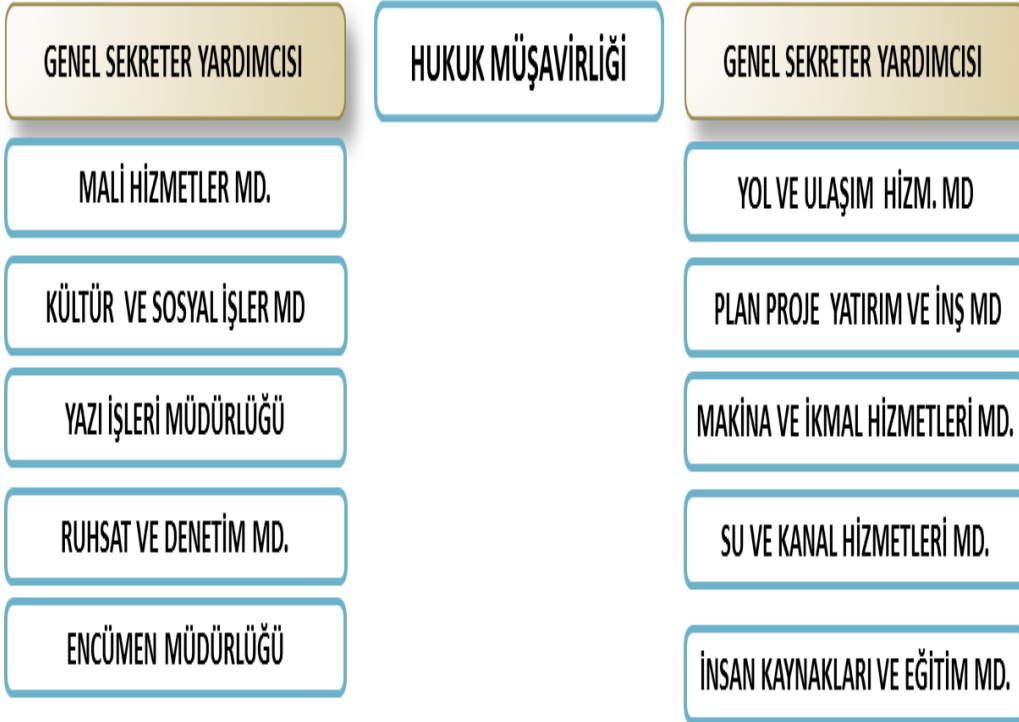 GENEL SEKRETER YARDIMCISI
HUKUK MÜŞAVİRLİĞİ
GENEL SEKRETER YARDIMCISI
MALİ HİZMETLER MD.
KÜLTÜR VE SOSYAL İŞLER MD
YAZI İŞLERİ MÜDÜRLÜĞÜ
RUHSAT VE DENETİM MD.
ENCÜMEN MÜDÜRLÜĞÜ
YOL VE ULAŞIM HİZM. MD
PLAN PROJE YATIRIM VE İNŞ MD
MAKİNA VE İKMAL HİZMETLERİ MD.
SU VE KANAL HİZMETLERİ MD.
İNSAN KAYNAKLARI VE EĞİTİM MD.